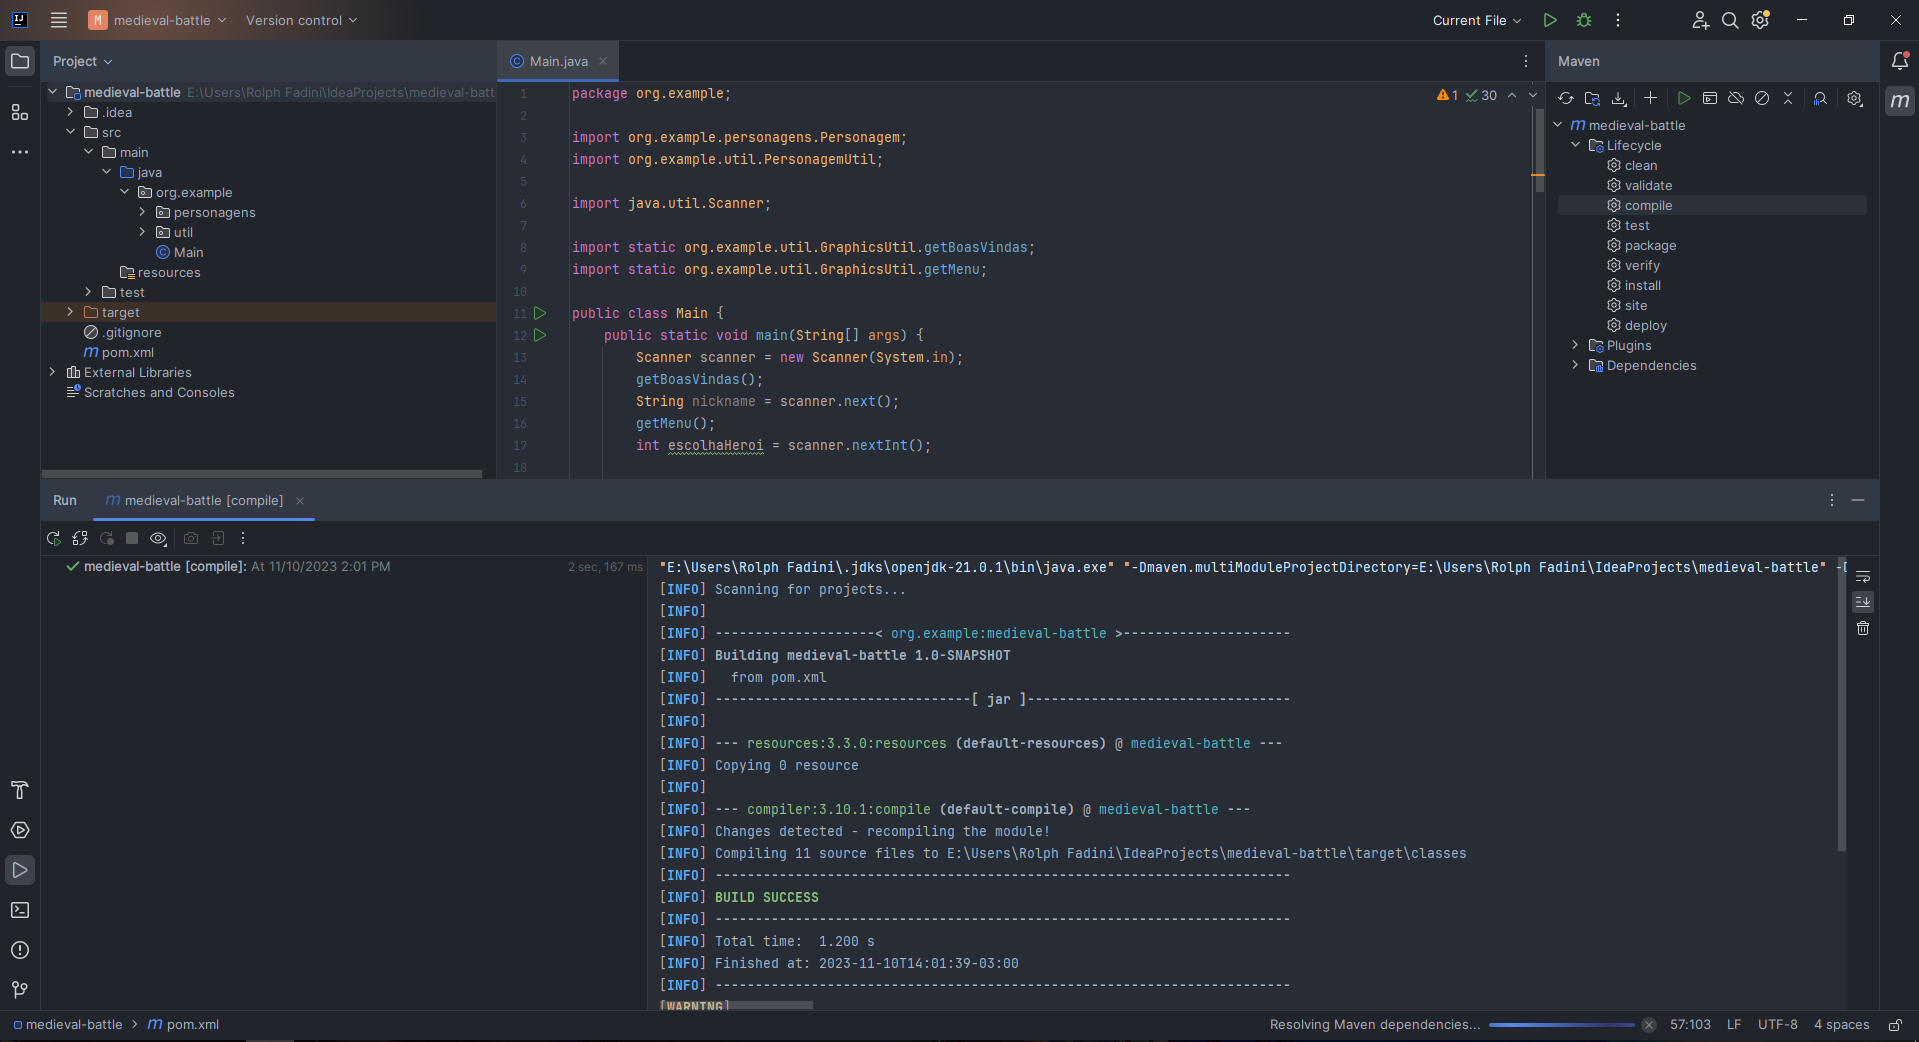 M medieval-battle
Version control
Current File
Project
medieval-battle E:\Users\Rolph Fadini\IdeaProjects\medieval-batt
.idea
src
main
java
org.example
personagens
util
Main
resources
test
target
.gitignore
pom.xml
External Libraries
Scratches and Consoles
Main.java
1 30
1 package org.example;
2
3 import org.example.personagens.Personagem;
4 import org.example.util.PersonagemUtil;
5
6 import java.util.Scanner;
7
8 import static org.example.util.GraphicsUtil.getBoasVindas;
9 import static org.example.util.GraphicsUtil.getMenu;
10
11 public class Main {
12 public static void main(String[] args) {
13 Scanner scanner = new Scanner(System.in);
14 getBoasVindas();
15 String nickname = scanner.next();
16 getMenu();
17 int escolhaHeroi = scanner.nextInt();
18
Maven
medieval-battle
Lifecycle
clean
validate
compile
test
package
verify
install
site
deploy
Plugins
Dependencies
Run
medieval-battle [compile]
medieval-battle [compile]: At 11/10/2023 2:01 PM 2 sec, 167 ms
"E:\Users\Rolph Fadini\.jdks\openjdk-21.0.1\bin\java.exe" "-Dmaven.multiModuleProjectDirectory=E:\Users\Rolph Fadini\IdeaProjects\medieval-battle" -D
[INFO] Scanning for projects...
[INFO]
[INFO] --------------------< org.example:medieval-battle >---------------------
[INFO] Building medieval-battle 1.0-SNAPSHOT
[INFO] from pom.xml
[INFO] --------------------------------[ jar ]---------------------------------
[INFO]
[INFO] --- resources:3.3.0:resources (default-resources) @ medieval-battle ---
[INFO] Copying 0 resource
[INFO]
[INFO] --- compiler:3.10.1:compile (default-compile) @ medieval-battle ---
[INFO] Changes detected - recompiling the module!
[INFO] Compiling 11 source files to E:\Users\Rolph Fadini\IdeaProjects\medieval-battle\target\classes
[INFO] ------------------------------------------------------------------------
[INFO] BUILD SUCCESS
[INFO] ------------------------------------------------------------------------
[INFO] Total time:  1.200 s
[INFO] Finished at: 2023-11-10T14:01:39-03:00
[INFO] ------------------------------------------------------------------------
[WARNING]
medieval-battle > m pom.xml
Resolving Maven dependencies... 57:103 LF UTF-8 4 spaces